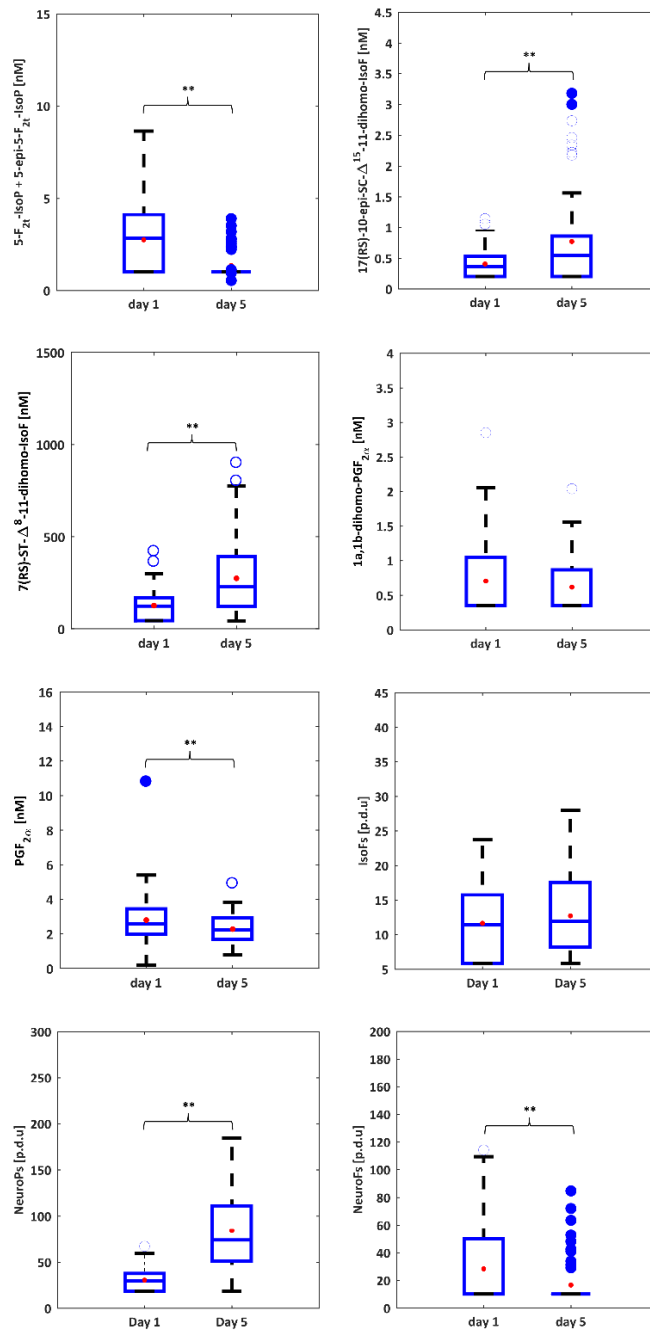 5-F2t-IsoP + 5-epi-5-F2t-IsoP [nM]
15
10
5
0
**
day 1
day 5
17(RS)-10-epi-SC-Δ15-11-dihomo-IsoF [nM]
4.5
4
3.5
3
2.5
2
1.5
1
0.5
0
**
day 1
day 5
7(RS)-ST-Δ8-11-dihomo-IsoF [nM]
1500
1000
500
0
**
day 1
day 5
1a,1b-dihomo-PGF2α [nM]
4
3.5
3
2.5
2
1.5
1
0.5
0
day 1
day 5
PGF2α [nM]
16
14
12
10
8
6
4
2
0
**
day 1
day 5
IsoFs [p.d.u]
45
40
35
30
25
20
15
10
5
Day 1
Day 5
NeuroPs [p.d.u]
300
250
200
150
100
50
0
**
Day 1
Day 5
NeuroFs [p.d.u]
200
180
160
140
120
100
80
60
40
20
0
**
day 1
day 5